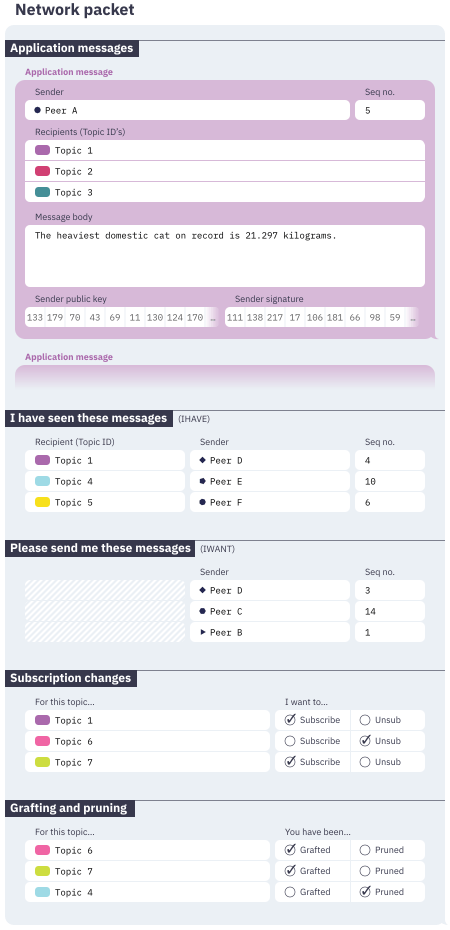 Network packet
Application messages
Application message
Sender Seq no.
Peer A 5
Recipients (Topic ID's)
Topic 1
Topic 2
Topic 3
Message body
The heaviest domestic cat on record is 21.297 kilograms.
Sender public key Sender signature
133 179 70 43 69 11 130 124 170 … 111 138 217 17 106 181 66 98 59 …
Application message
I have seen these messages (IHAVE)
Recipient (Topic ID) Sender Seq no.
Topic 1 Peer D 4
Topic 4 Peer E 10
Topic 5 Peer F 6
Please send me these messages (IWANT)
Sender Seq no.
Peer D 3
Peer C 14
Peer B 1
Subscription changes
For this topic… I want to…
Topic 1 Subscribe Unsub
Topic 6 Subscribe Unsub
Topic 7 Subscribe Unsub
Grafting and pruning
For this topic… You have been…
Topic 6 Grafted Pruned
Topic 7 Grafted Pruned
Topic 4 Grafted Pruned